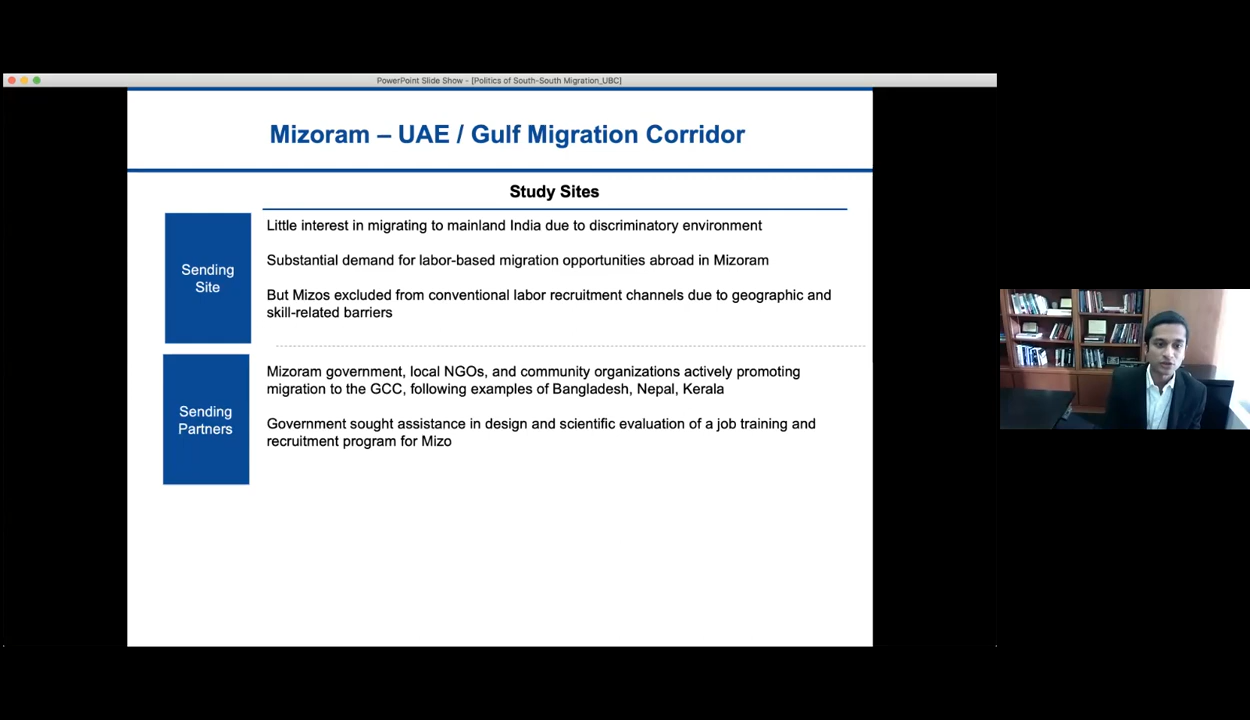 PowerPoint Slide Show - [Politics of South-South Migration_UBC]
Mizoram – UAE / Gulf Migration Corridor
Study Sites
Sending
Site
Little interest in migrating to mainland India due to discriminatory environment
Substantial demand for labor-based migration opportunities abroad in Mizoram
But Mizos excluded from conventional labor recruitment channels due to geographic and
skill-related barriers
Sending
Partners
Mizoram government, local NGOs, and community organizations actively promoting
migration to the GCC, following examples of Bangladesh, Nepal, Kerala
Government sought assistance in design and scientific evaluation of a job training and
recruitment program for Mizo